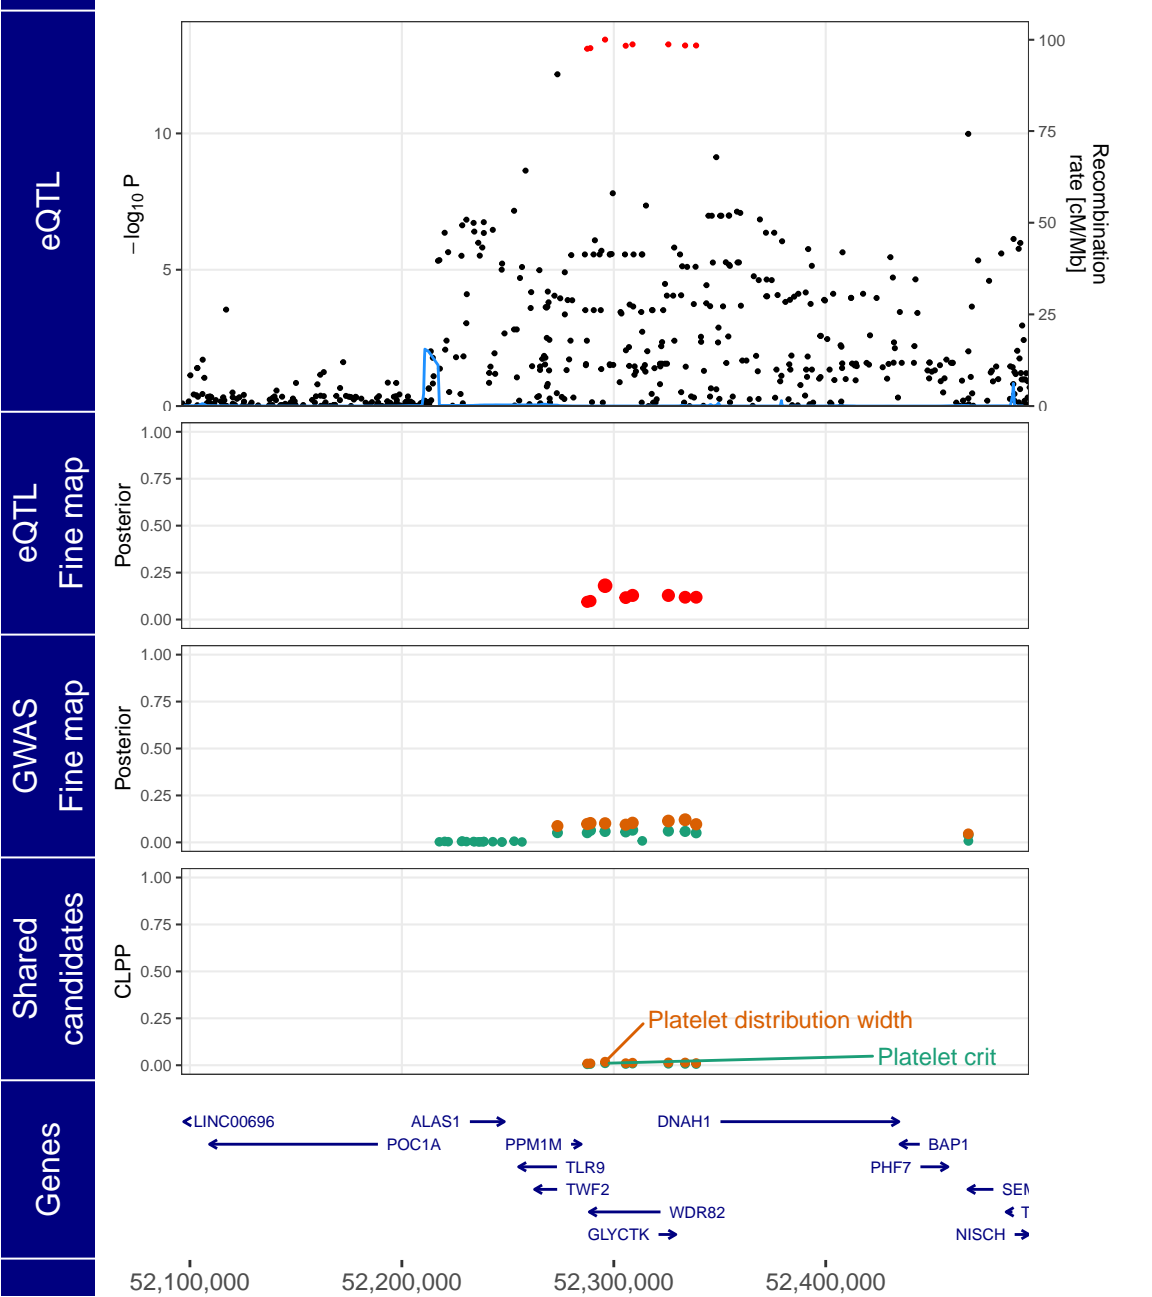 eQTL
−log10 P
10
5
0
100
75
50
25
0
Recombination
rate [cM/Mb]
eQTL
Fine map
Posterior
1.00
0.75
0.50
0.25
0.00
GWAS
Fine map
Posterior
1.00
0.75
0.50
0.25
0.00
Shared
candidates
CLPP
1.00
0.75
0.50
0.25
0.00
Platelet distribution width
Platelet crit
Genes
LINC00696
ALAS1
DNAH1
POC1A
PPM1M
BAP1
TLR9
PHF7
TWF2
SEM
WDR82
T
GLYCTK
NISCH
52,100,000
52,200,000
52,300,000
52,400,000